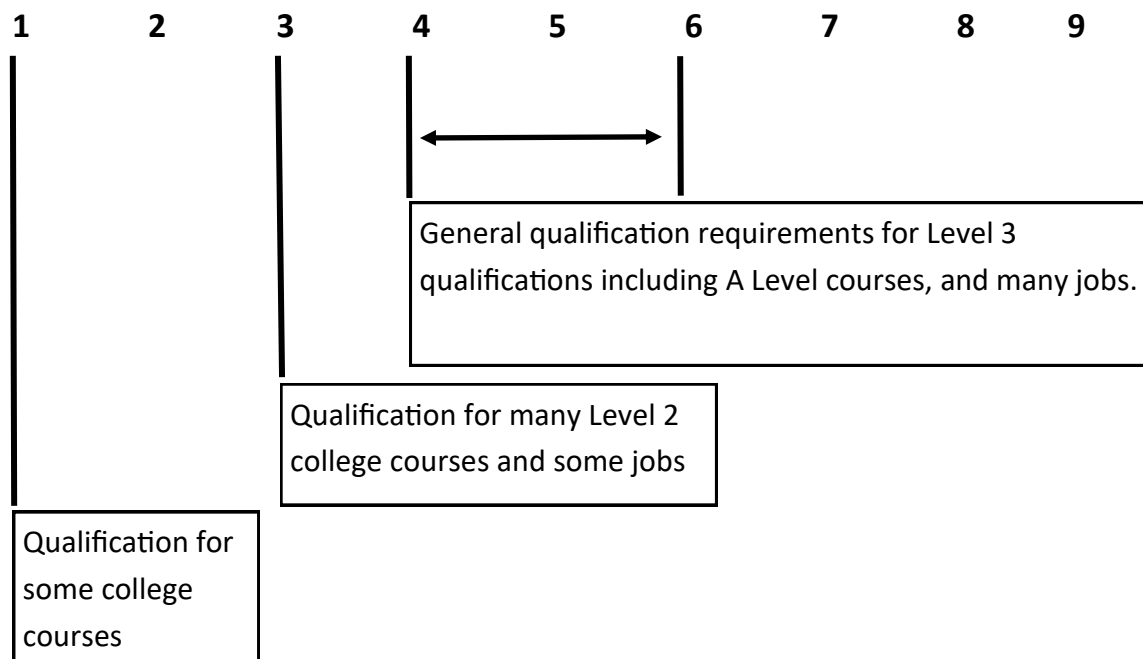 1 2 3 4 5 6 7 8 9
General qualification requirements for Level 3
qualifications including A Level courses, and many jobs.
Qualification for many Level 2
college courses and some jobs
Qualification for
some college
courses